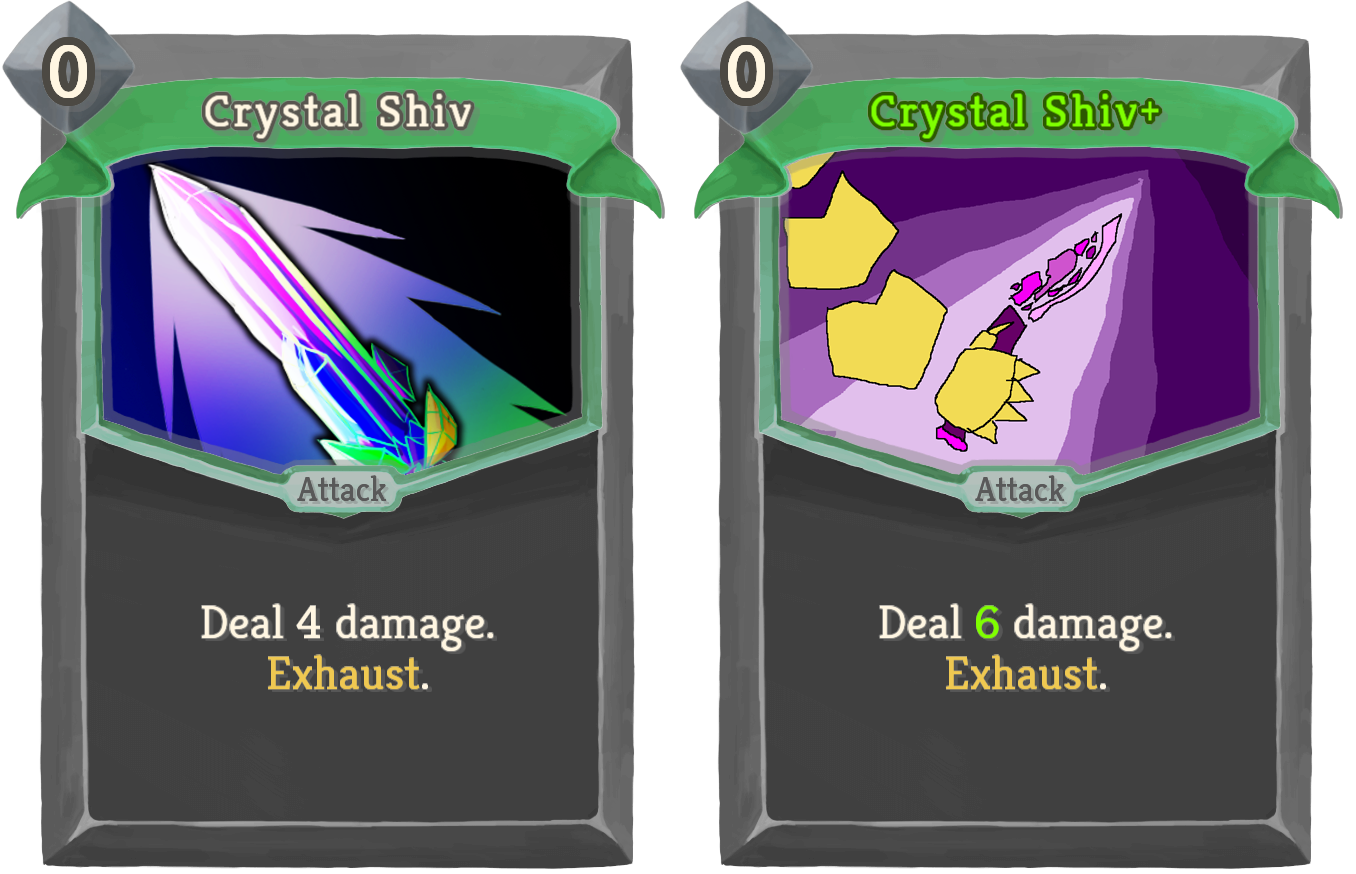 0
Crystal Shiv
Attack
Deal 4 damage.
Exhaust.
0
Crystal Shiv+
Attack
Deal 6 damage.
Exhaust.